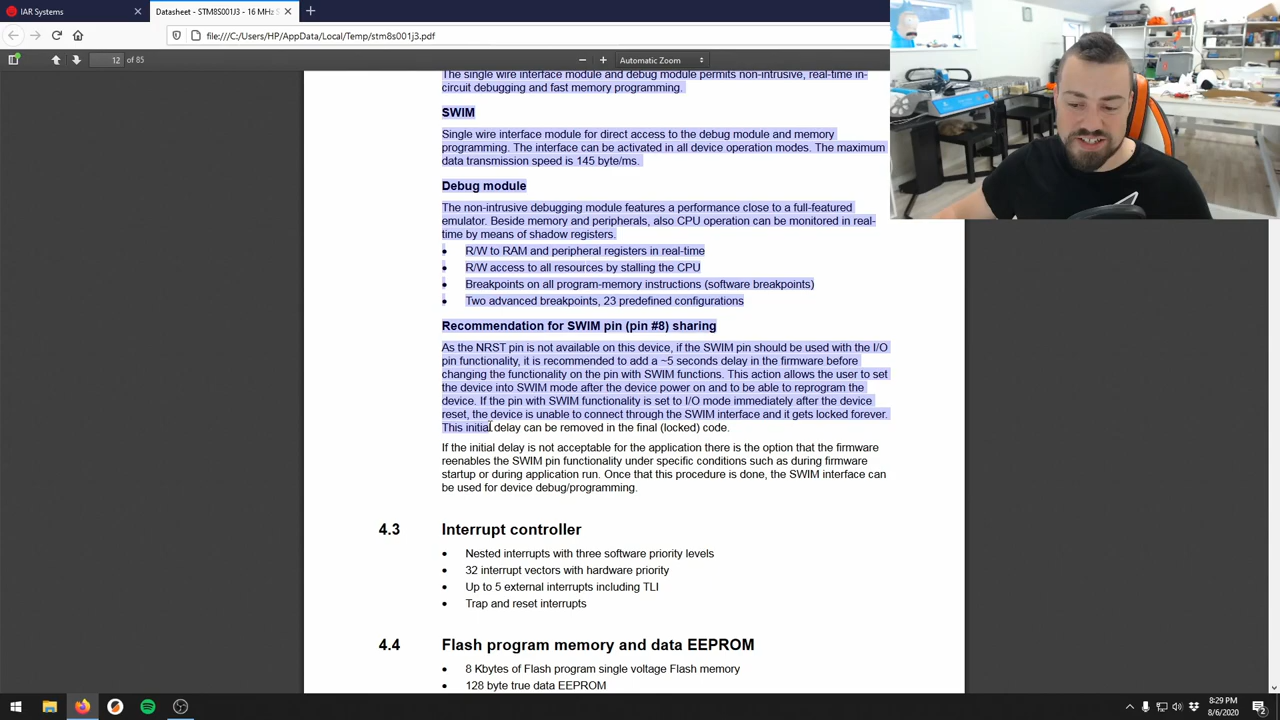 IAR Systems
Datasheet - STM8S001J3 - 16 MHz S
file:///C:/Users/HP/AppData/Local/Temp/stm8s001j3.pdf
12 of 85
Automatic Zoom
The single wire interface module and debug module permits non-intrusive, real-time in-
circuit debugging and fast memory programming.
SWIM
Single wire interface module for direct access to the debug module and memory
programming. The interface can be activated in all device operation modes. The maximum
data transmission speed is 145 byte/ms.
Debug module
The non-intrusive debugging module features a performance close to a full-featured
emulator. Beside memory and peripherals, also CPU operation can be monitored in real-
time by means of shadow registers.
• R/W to RAM and peripheral registers in real-time
• R/W access to all resources by stalling the CPU
• Breakpoints on all program-memory instructions (software breakpoints)
• Two advanced breakpoints, 23 predefined configurations
Recommendation for SWIM pin (pin #8) sharing
As the NRST pin is not available on this device, if the SWIM pin should be used with the I/O
pin functionality, it is recommended to add a ~5 seconds delay in the firmware before
changing the functionality on the pin with SWIM functions. This action allows the user to set
the device into SWIM mode after the device power on and to be able to reprogram the
device. If the pin with SWIM functionality is set to I/O mode immediately after the device
reset, the device is unable to connect through the SWIM interface and it gets locked forever.
This initial delay can be removed in the final (locked) code.
If the initial delay is not acceptable for the application there is the option that the firmware
reenables the SWIM pin functionality under specific conditions such as during firmware
startup or during application run. Once that this procedure is done, the SWIM interface can
be used for device debug/programming.
4.3 Interrupt controller
• Nested interrupts with three software priority levels
• 32 interrupt vectors with hardware priority
• Up to 5 external interrupts including TLI
• Trap and reset interrupts
4.4 Flash program memory and data EEPROM
• 8 Kbytes of Flash program single voltage Flash memory
• 128 byte true data EEPROM
8:29 PM
8/6/2020
2